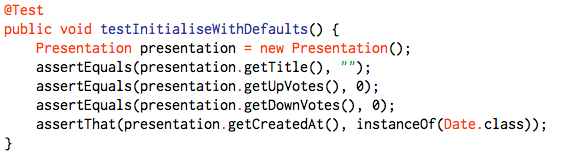 @Test
public void testInitialiseWithDefaults() {
    Presentation presentation = new Presentation();
    assertEquals(presentation.getTitle(), "");
    assertEquals(presentation.getUpVotes(), 0);
    assertEquals(presentation.getDownVotes(), 0);
    assertThat(presentation.getCreatedAt(), instanceOf(Date.class));
}